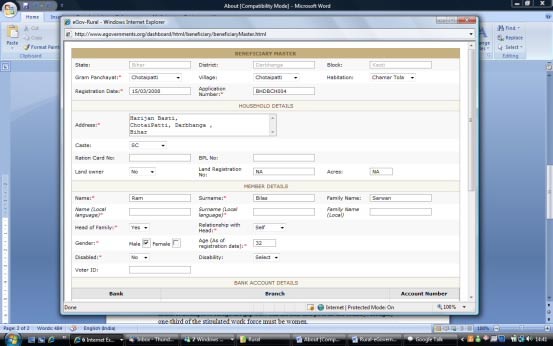 About [Compatibility Mode] - Microsoft Word
eGov-Rural - Windows Internet Explorer
http://www.egovernments.org/dashboard/html/beneficiary/beneficiaryMaster.html
Home
Paste
Cut
Copy
Format Paint
Clipboard
Find
Replace
Select
Editing
BENEFICIARY MASTER
State: Bihar District: Darbhanga Block: Keoti
Gram Panchayat:* Chotaipatti Village: Chotaipatti Habitation: Chamar Tola
Registration Date:* 15/03/2008 Application Number:* BHDBCH004
HOUSEHOLD DETAILS
Address:* Harijan Basti,
ChotaiPatti, Darbhanga ,
Bihar
Caste: SC
Ration Card No: BPL No:
Land owner No Land Registration No: NA Acres: NA
MEMBER DETAILS
Name:* Ram Surname:* Bilas Family Name: Sarwan
Name (Local language)* Surname (Local language)* Family Name (Local)
Head of Family:* Yes Relationship with Head:* Self
Gender:* Male Female Age (As of registration date):* 32
Disabled:* No Disability: Select
Voter ID:
BANK ACCOUNT DETAILS
Bank Branch Account Number
Done Internet | Protected Mode: On 100%
one-third of the stimulated work force must be women.
Page: 2 of 2 Words: 484 English (India) 100%
6 Internet Ex... Inbox - Thund... 2 Windows ... Rural About [Comp... Rural-eGovern... Google Talk 14:41